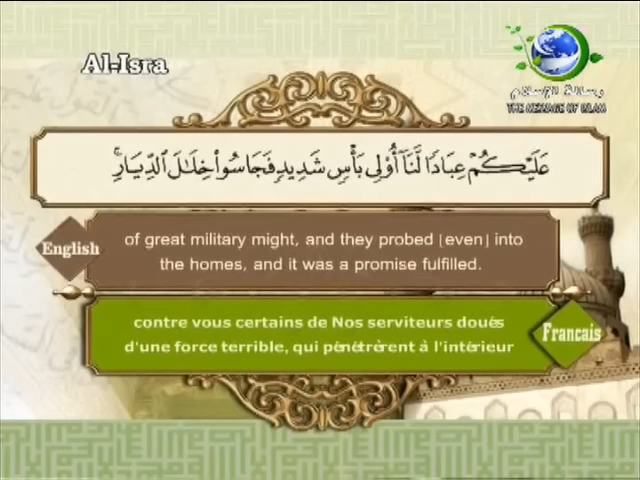 Al-Isra
رسالة الإسلام
THE MESSAGE OF ISLAM
عَلَيْكُمْ عِبَادًا لَّنَآ أُو۟لِى بَأْسٍ شَدِيدٍ فَجَاسُوا۟ خِلَـٰلَ ٱلدِّيَارِ ۚ
English
of great military might, and they probed [even] into
the homes, and it was a promise fulfilled.
contre vous certains de Nos serviteurs doués
d'une force terrible, qui pénétrèrent à l'intérieur
Francais